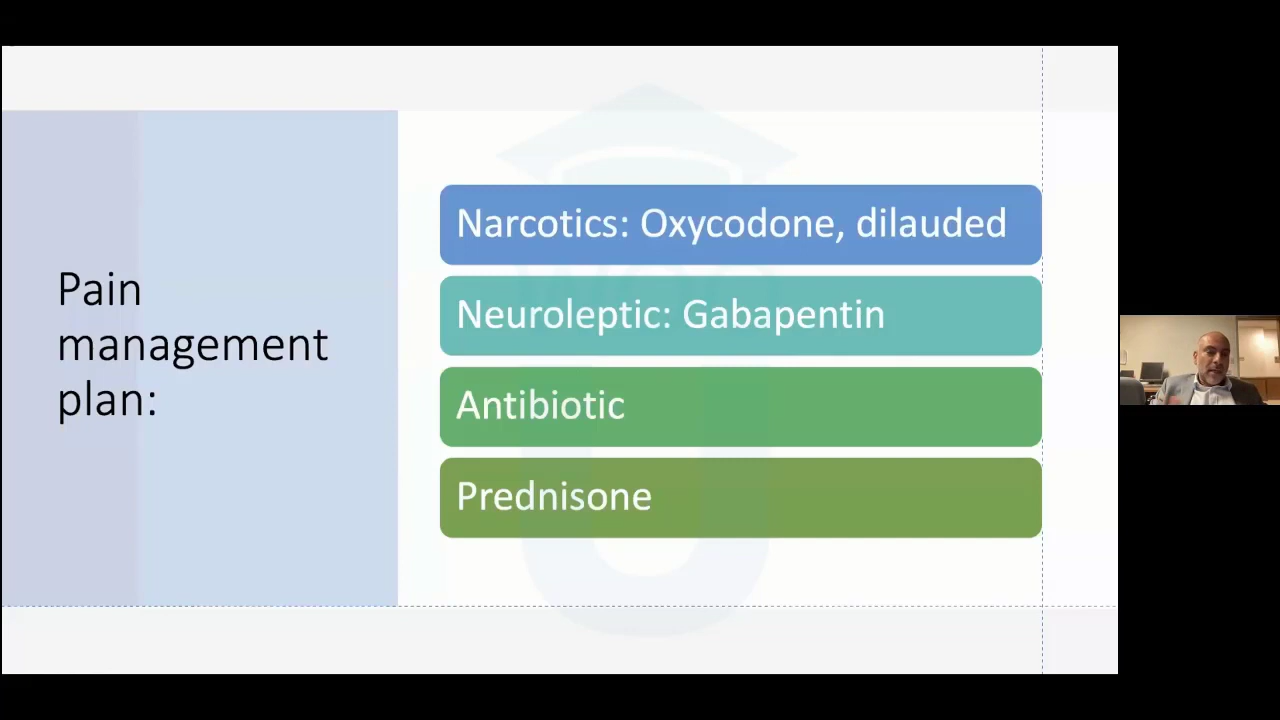 Pain
management
plan:
Narcotics: Oxycodone, dilauded
Neuroleptic: Gabapentin
Antibiotic
Prednisone